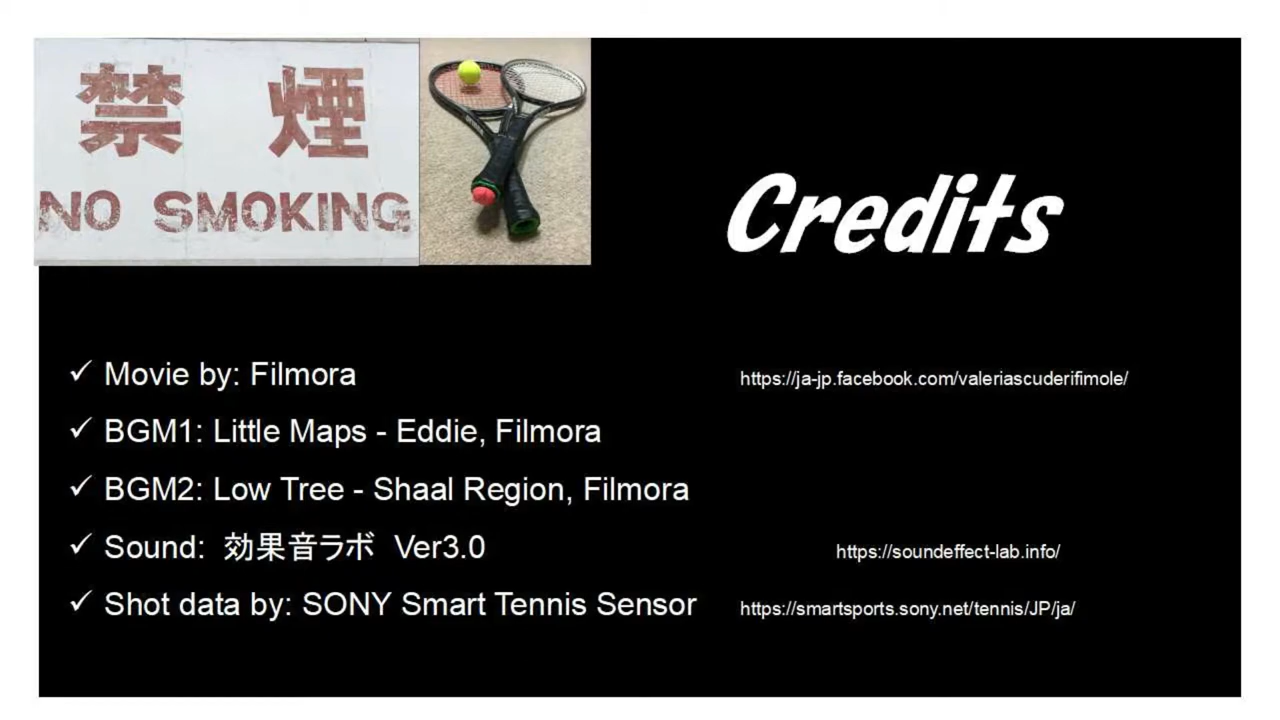 禁煙
NO SMOKING
Credits
✓ Movie by: Filmora https://ja-jp.facebook.com/valeriascuderifimole/
✓ BGM1: Little Maps - Eddie, Filmora
✓ BGM2: Low Tree - Shaal Region, Filmora
✓ Sound: 効果音ラボ Ver3.0 https://soundeffect-lab.info/
✓ Shot data by: SONY Smart Tennis Sensor https://smartsports.sony.net/tennis/JP/ja/